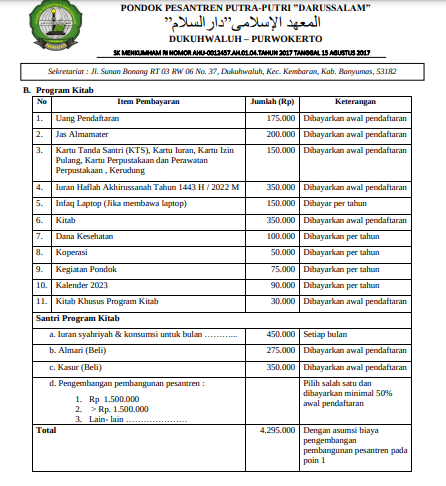 PONDOK PESANTREN PUTRA-PUTRI "DARUSSALAM"
المعهد الإسلامى "دار السلام"
DUKUHWALUH – PURWOKERTO
SK MENKUMHAM RI NOMOR AHU-0012457.AH.01.04.TAHUN 2017 TANGGAL 15 AGUSTUS 2017
Sekretariat : Jl. Sunan Bonang RT 03 RW 06 No. 37, Dukuhwaluh, Kec. Kembaran, Kab. Banyumas, 53182
B. Program Kitab
No Item Pembayaran Jumlah (Rp) Keterangan
1. Uang Pendaftaran 175.000 Dibayarkan awal pendaftaran
2. Jas Almamater 200.000 Dibayarkan awal pendaftaran
3. Kartu Tanda Santri (KTS), Kartu Iuran, Kartu Izin 150.000 Dibayarkan awal pendaftaran
Pulang, Kartu Perpustakaan dan Perawatan
Perpustakaan , Kerudung
4. Iuran Haflah Akhirussanah Tahun 1443 H / 2022 M 350.000 Dibayarkan awal pendaftaran
5. Infaq Laptop (Jika membawa laptop) 150.000 Dibayar per tahun
6. Kitab 350.000 Dibayarkan awal pendaftaran
7. Dana Kesehatan 100.000 Dibayarkan per tahun
8. Koperasi 50.000 Dibayarkan per tahun
9. Kegiatan Pondok 75.000 Dibayarkan per tahun
10. Kalender 2023 90.000 Dibayarkan per tahun
11. Kitab Khusus Program Kitab 30.000 Dibayarkan awal pendaftaran
Santri Program Kitab
a. Iuran syahriyah & konsumsi untuk bulan ……….. 450.000 Setiap bulan
b. Almari (Beli) 275.000 Dibayarkan awal pendaftaran
c. Kasur (Beli) 350.000 Dibayarkan awal pendaftaran
d. Pengembangan pembangunan pesantren : Pilih salah satu dan
dibayarkan minimal 50%
awal pendaftaran
1. Rp 1.500.000
2. > Rp. 1.500.000
3. Lain- lain …………………
Total 4.295.000 Dengan asumsi biaya
pengembangan
pembangunan pesantren pada
poin 1